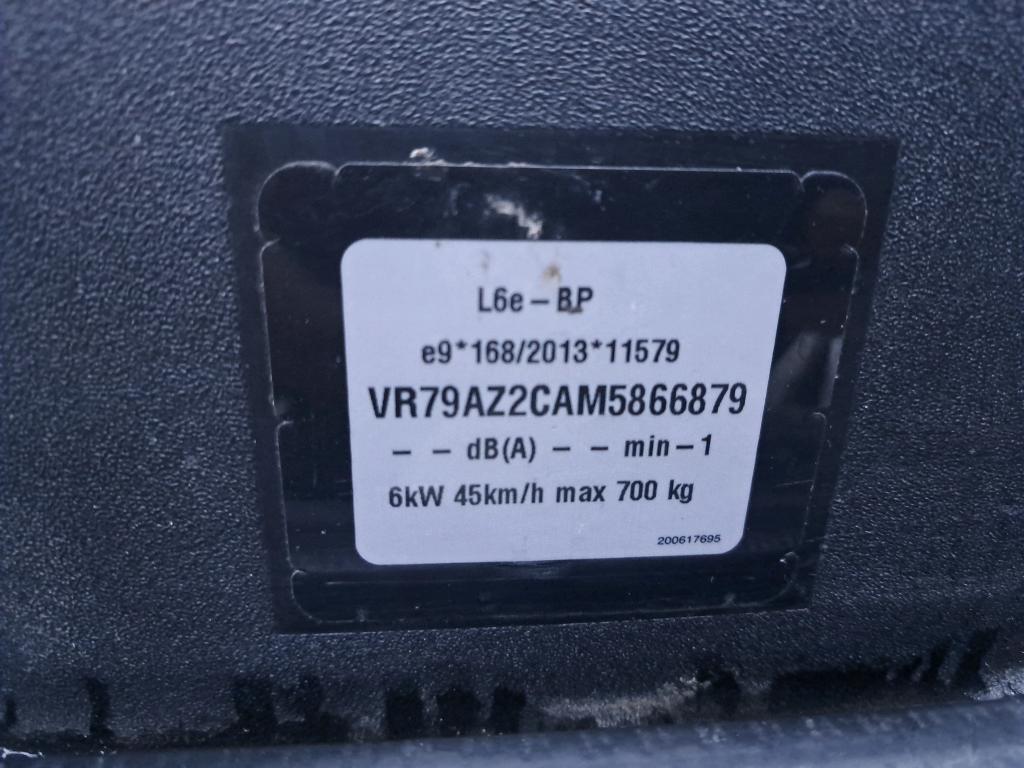 L6e – BP
e9*168/2013*11579
VR79AZ2CAM5866879
– – dB(A) – – min – 1
6kW 45km/h max 700 kg
200617695